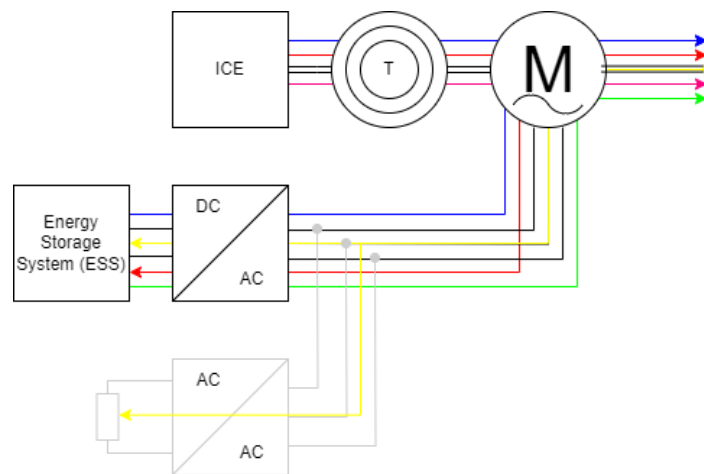 ICE
T
M
DC
AC
Energy
Storage
System (ESS)
AC
AC